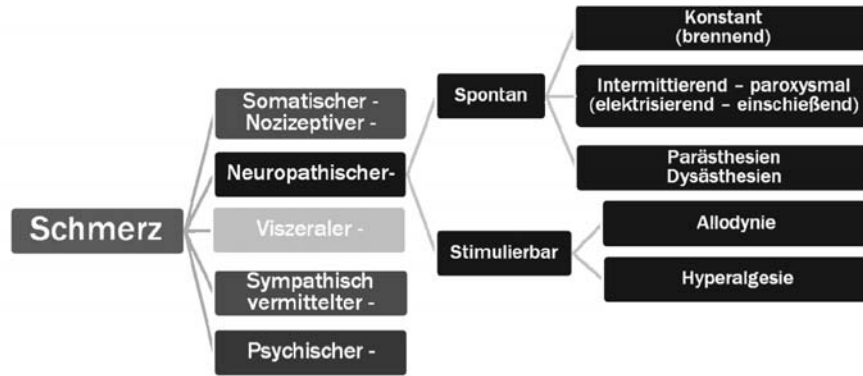 Schmerz
Somatischer -
Nozizeptiver -
Neuropathischer-
Viszeraler -
Sympathisch
vermittelter -
Psychischer -
Spontan
Konstant
(brennend)
Intermittierend – paroxysmal
(elektrisierend – einschießend)
Parästhesien
Dysästhesien
Stimulierbar
Allodynie
Hyperalgesie